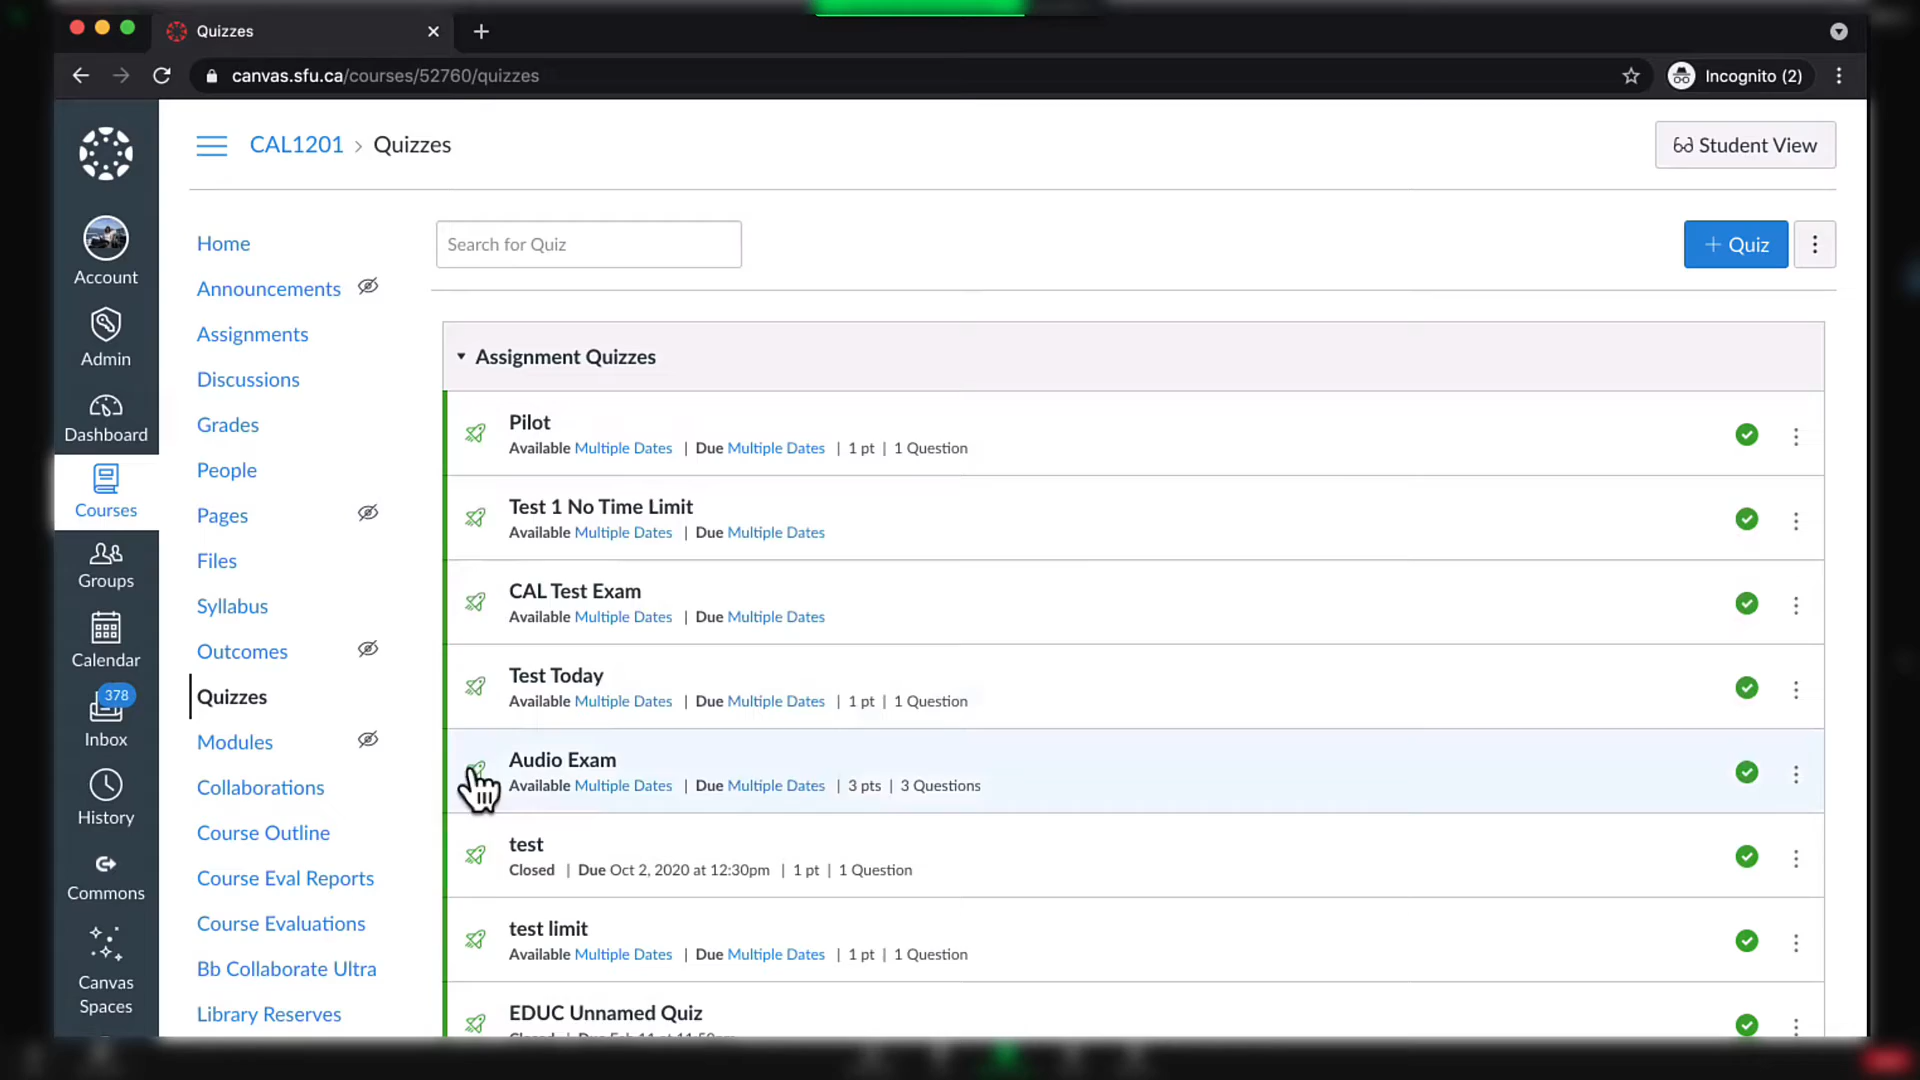 Quizzes
canvas.sfu.ca/courses/52760/quizzes
Incognito (2)
CAL1201 > Quizzes
Student View
Account
Admin
Dashboard
Courses
Groups
Calendar
378
Inbox
History
Commons
Canvas
Spaces
Home
Announcements
Assignments
Discussions
Grades
People
Pages
Files
Syllabus
Outcomes
Quizzes
Modules
Collaborations
Course Outline
Course Eval Reports
Course Evaluations
Bb Collaborate Ultra
Library Reserves
Search for Quiz
+ Quiz
Assignment Quizzes
Pilot
Available Multiple Dates | Due Multiple Dates | 1 pt | 1 Question
Test 1 No Time Limit
Available Multiple Dates | Due Multiple Dates
CAL Test Exam
Available Multiple Dates | Due Multiple Dates
Test Today
Available Multiple Dates | Due Multiple Dates | 1 pt | 1 Question
Audio Exam
Available Multiple Dates | Due Multiple Dates | 3 pts | 3 Questions
test
Closed | Due Oct 2, 2020 at 12:30pm | 1 pt | 1 Question
test limit
Available Multiple Dates | Due Multiple Dates | 1 pt | 1 Question
EDUC Unnamed Quiz